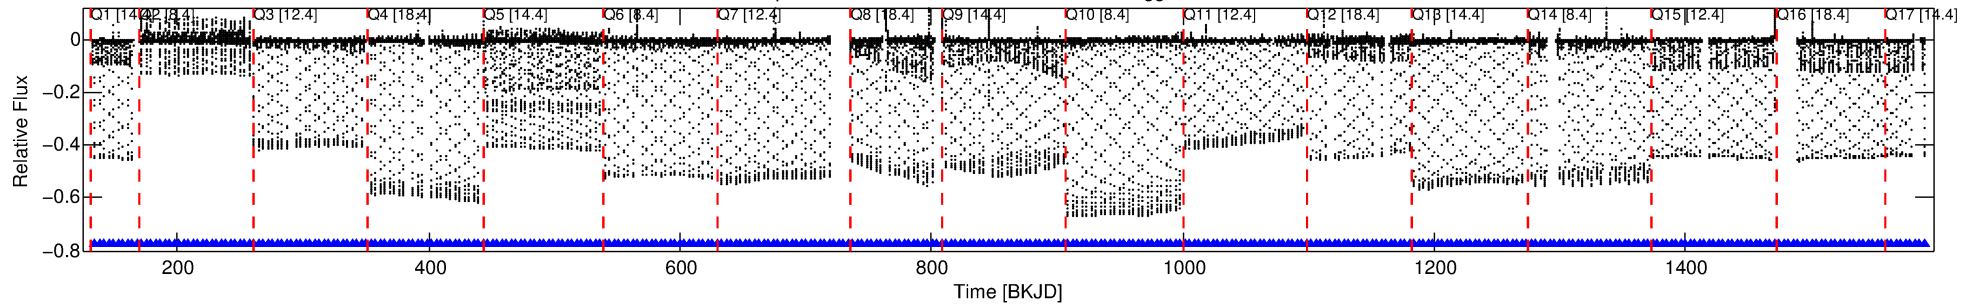 Q1 [14.4] Q2 [8.4] Q3 [12.4] Q4 [18.4] Q5 [14.4] Q6 [8.4] Q7 [12.4] Q8 [18.4] Q9 [14.4] Q10 [8.4] Q11 [12.4] Q12 [18.4] Q13 [14.4] Q14 [8.4] Q15 [12.4] Q16 [18.4] Q17 [14.4]
0
−0.2
−0.4
−0.6
−0.8
Relative Flux
200 400 600 800 1000 1200 1400
Time [BKJD]